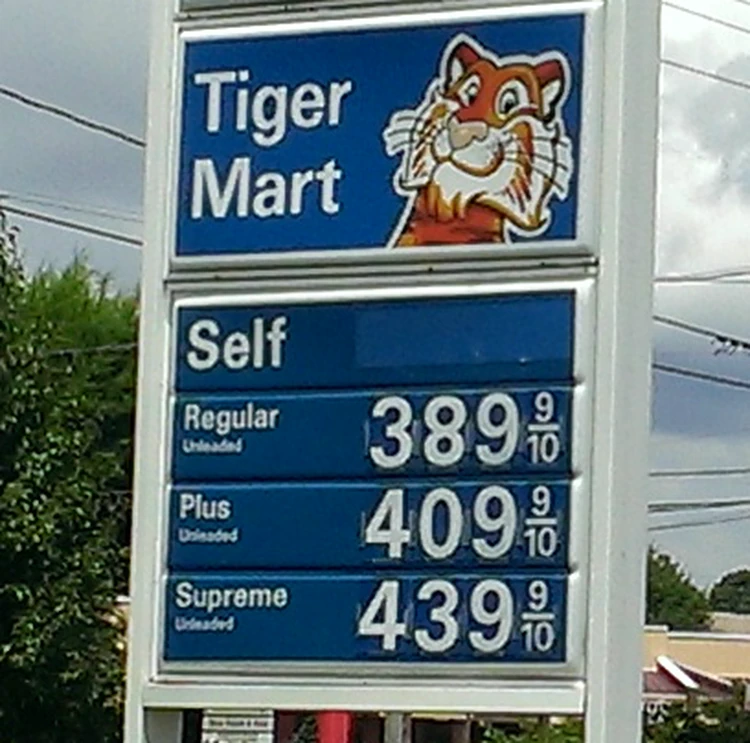 Tiger
Mart
Self
Regular 389 9/10
Unleaded
Plus 409 9/10
Unleaded
Supreme 439 9/10
Unleaded